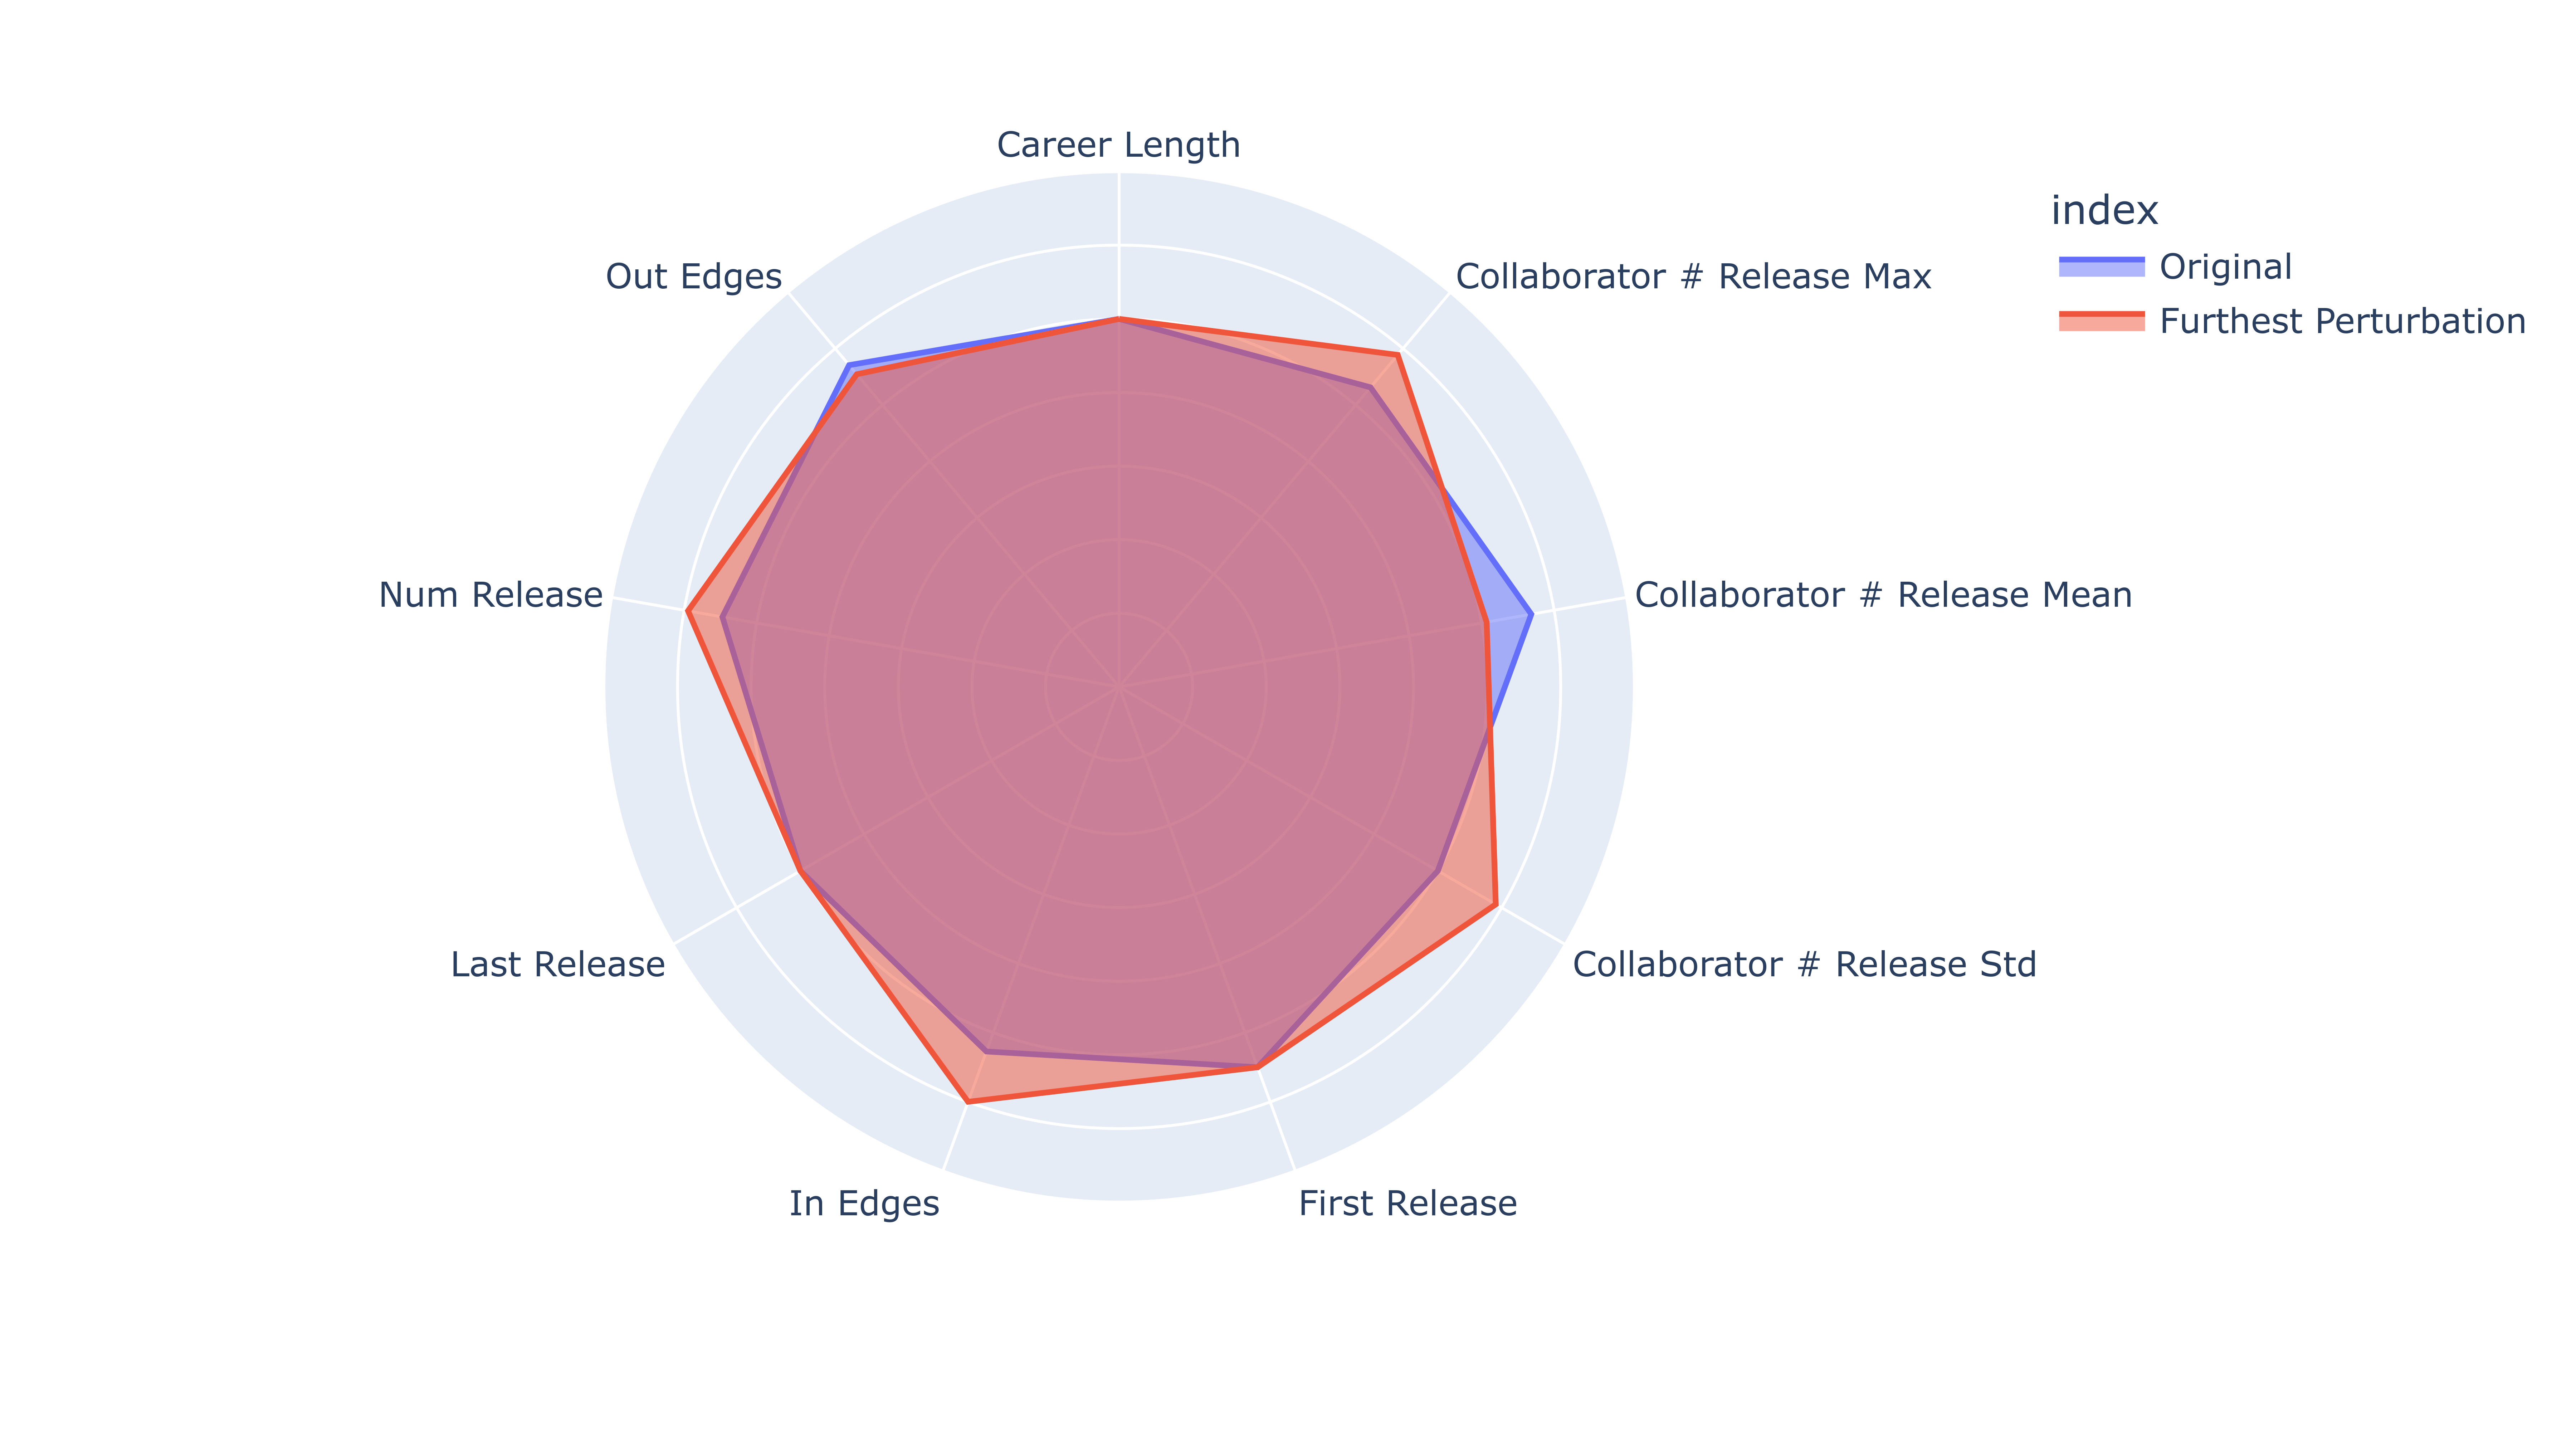 Career Length
Out Edges
Collaborator # Release Max
Num Release
Collaborator # Release Mean
Last Release
Collaborator # Release Std
In Edges
First Release
index
Original
Furthest Perturbation